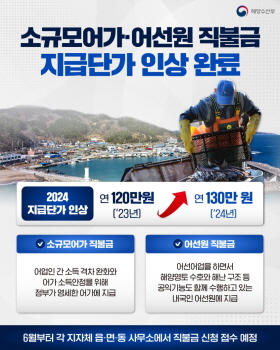 해양수산부
소규모어가·어선원 직불금
지급단가 인상 완료
2024
지급단가 인상
연 120만원
('23년)
연 130만 원
('24년)
소규모어가 직불금
어업인 간 소득 격차 완화와
어가 소득안정을 위해
정부가 영세한 어가에 지급
어선원 직불금
어선어업을 하면서
해양영토 수호와 해난 구조 등
공익기능도 함께 수행하고 있는
내국인 어선원에 지급
6월부터 각 지자체 읍·면·동 사무소에서 직불금 신청 접수 예정